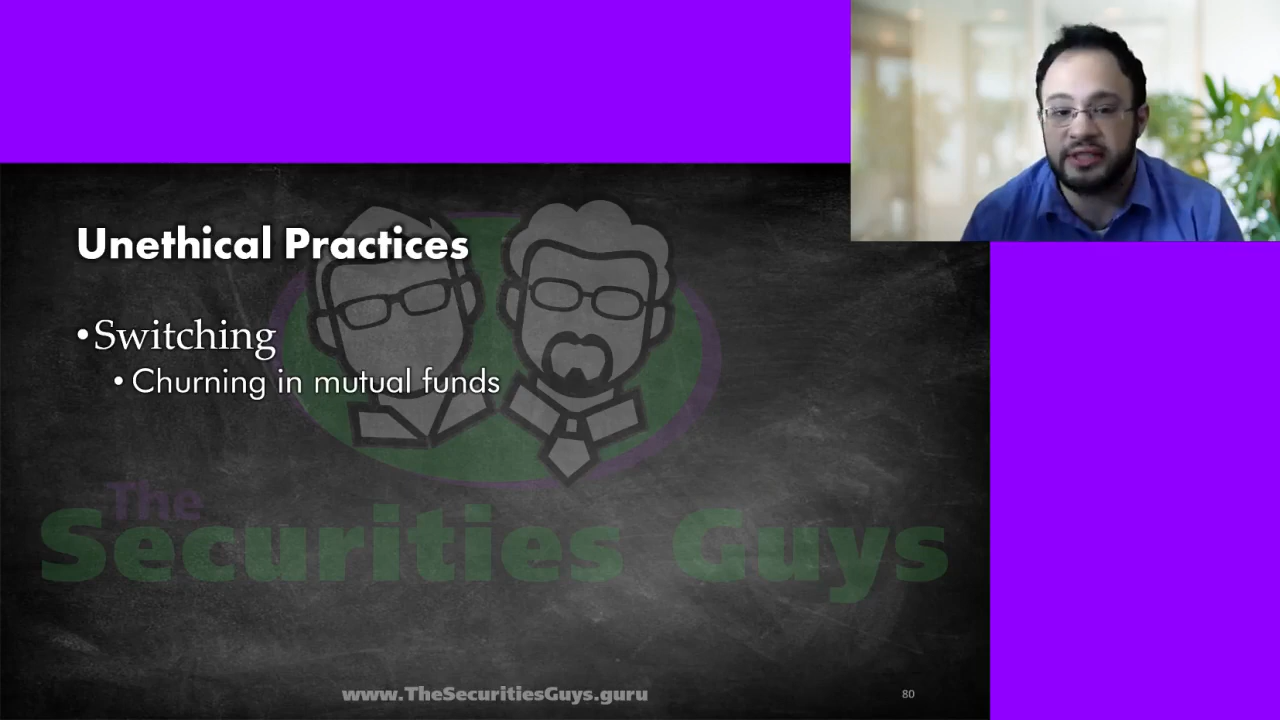 Unethical Practices
•Switching
• Churning in mutual funds
The
Securities Guys
www.TheSecuritiesGuys.guru
80